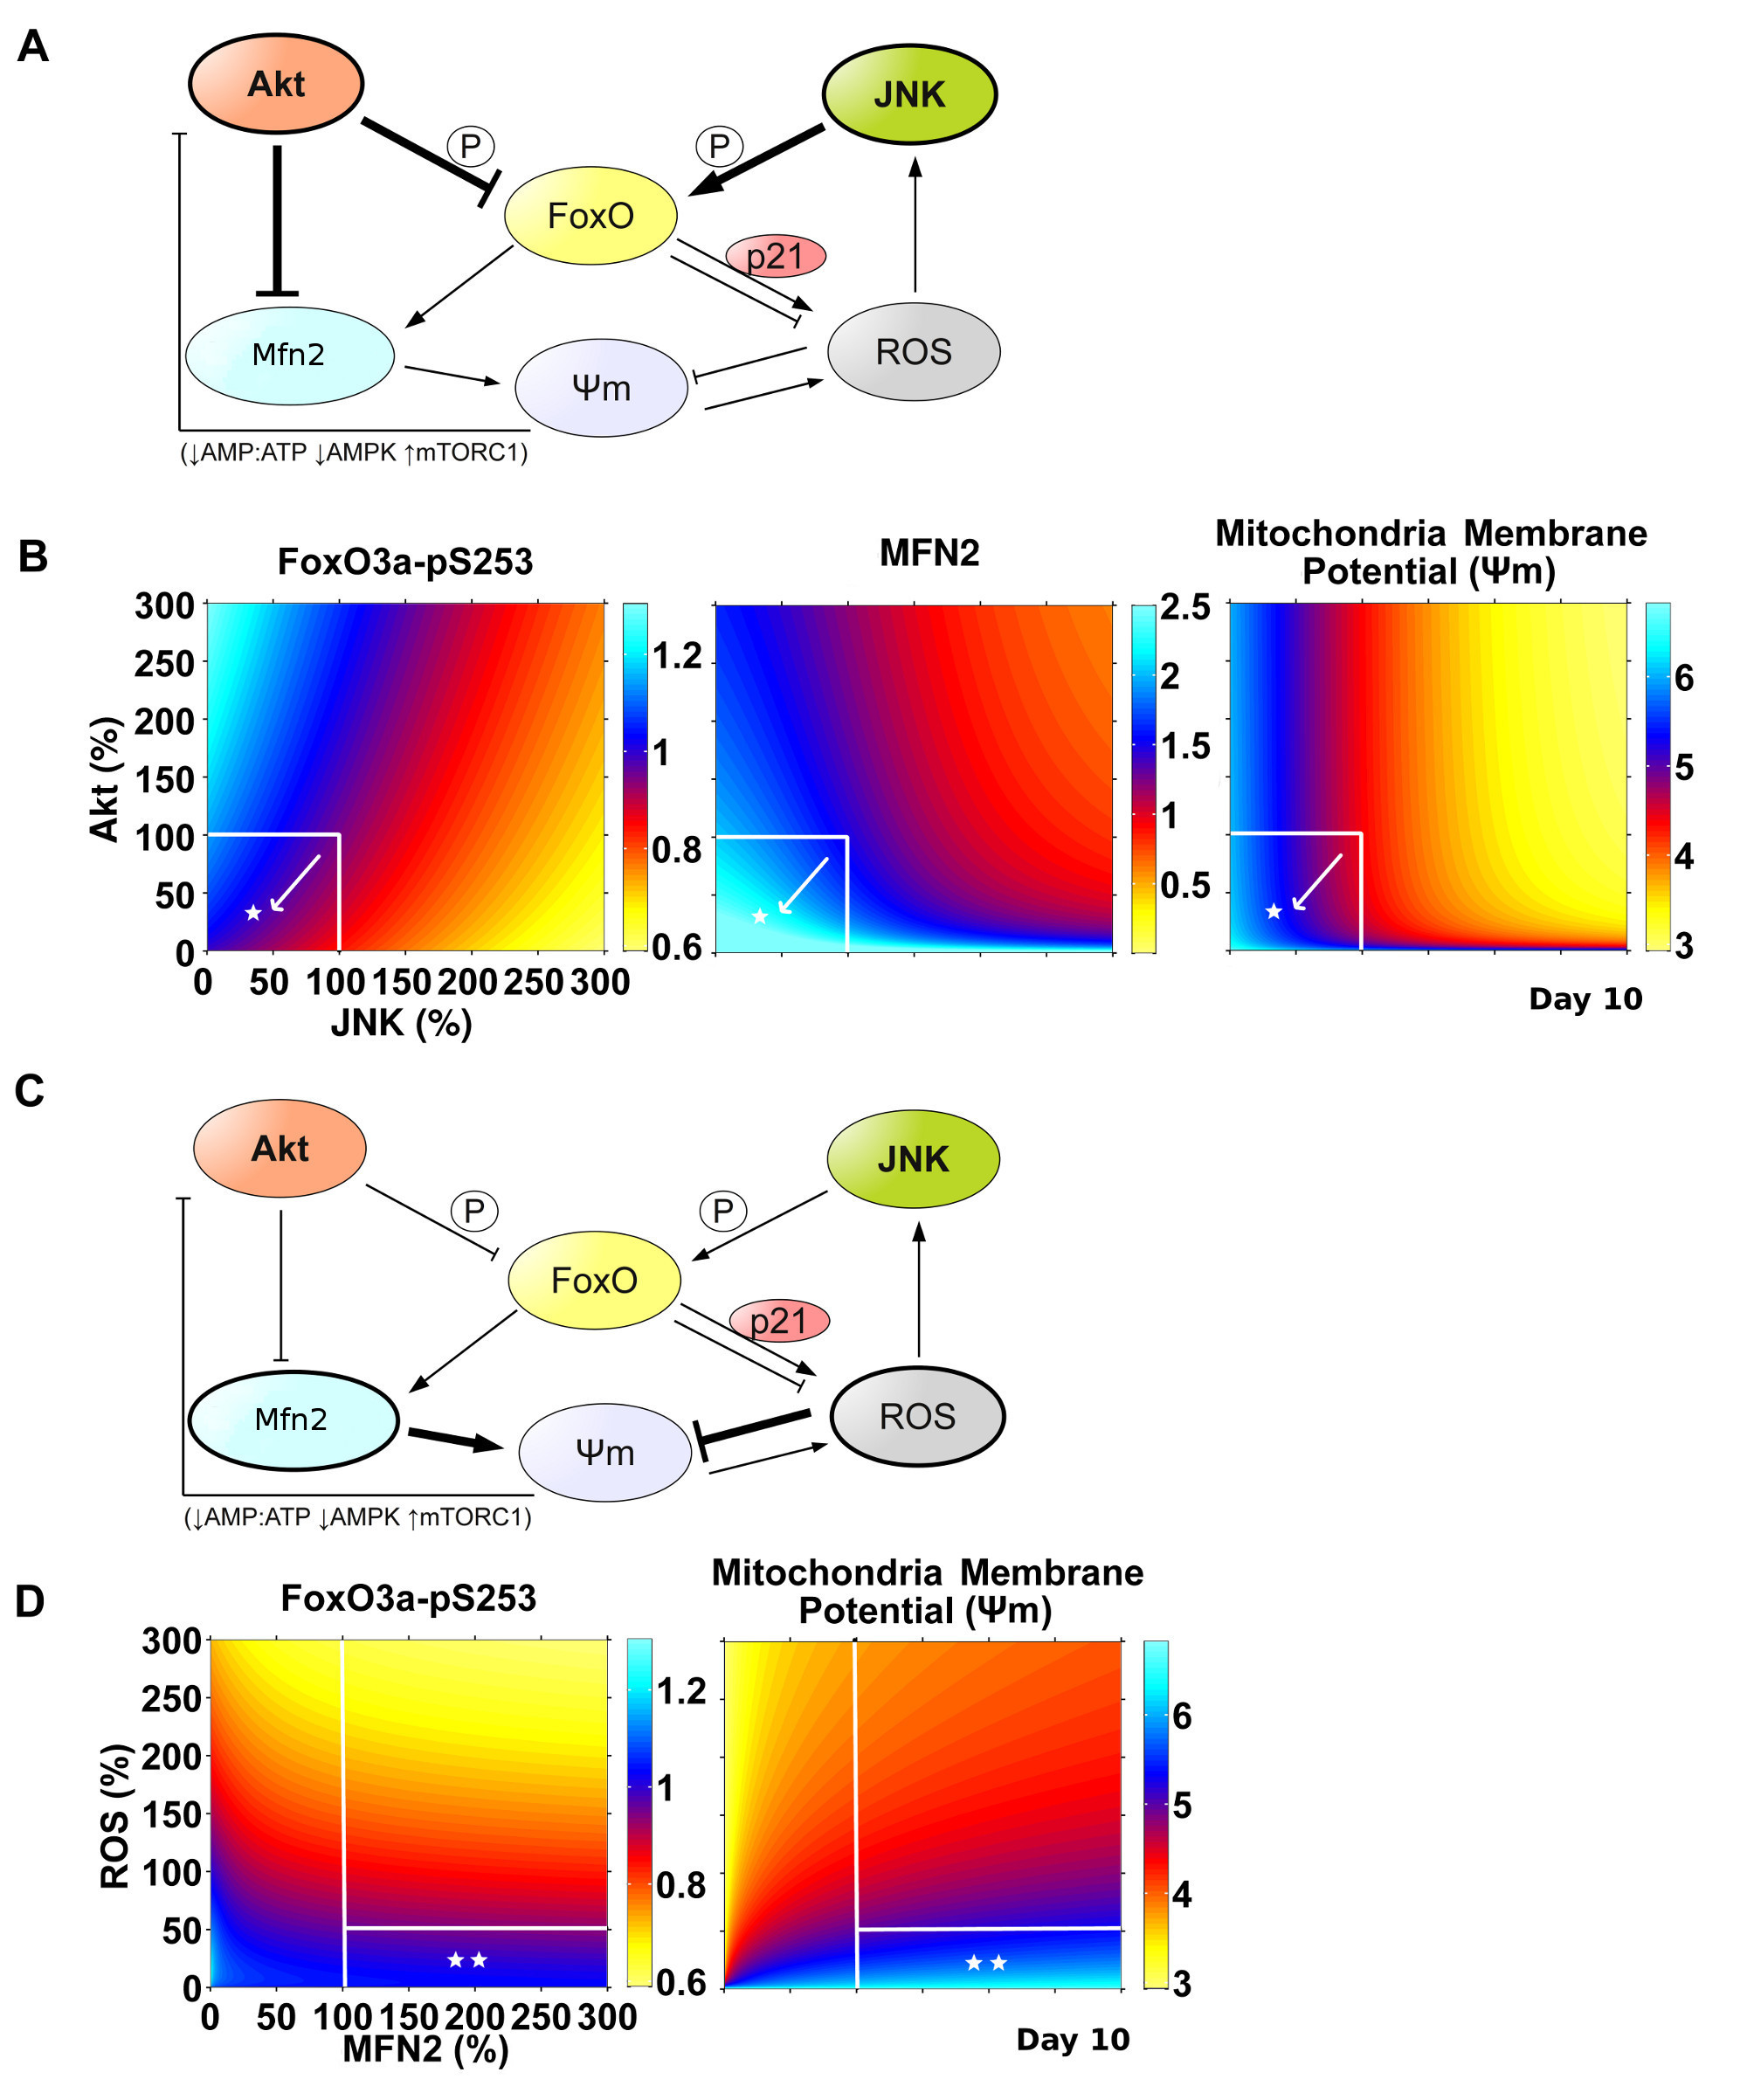 A
Akt
JNK
P
P
FoxO
p21
Mfn2
Ψm
ROS
(↓AMP:ATP ↓AMPK ↑mTORC1)
B
FoxO3a-pS253
MFN2
Mitochondria Membrane
Potential (Ψm)
Akt (%)
300
250
200
150
100
50
0
0 50 100 150 200 250 300
JNK (%)
1.2
1
0.8
0.6
2.5
2
1.5
1
0.5
6
5
4
3
Day 10
C
Akt
JNK
P
P
FoxO
p21
Mfn2
Ψm
ROS
(↓AMP:ATP ↓AMPK ↑mTORC1)
D
FoxO3a-pS253
Mitochondria Membrane
Potential (Ψm)
ROS (%)
300
250
200
150
100
50
0
0 50 100 150 200 250 300
MFN2 (%)
1.2
1
0.8
0.6
6
5
4
3
Day 10